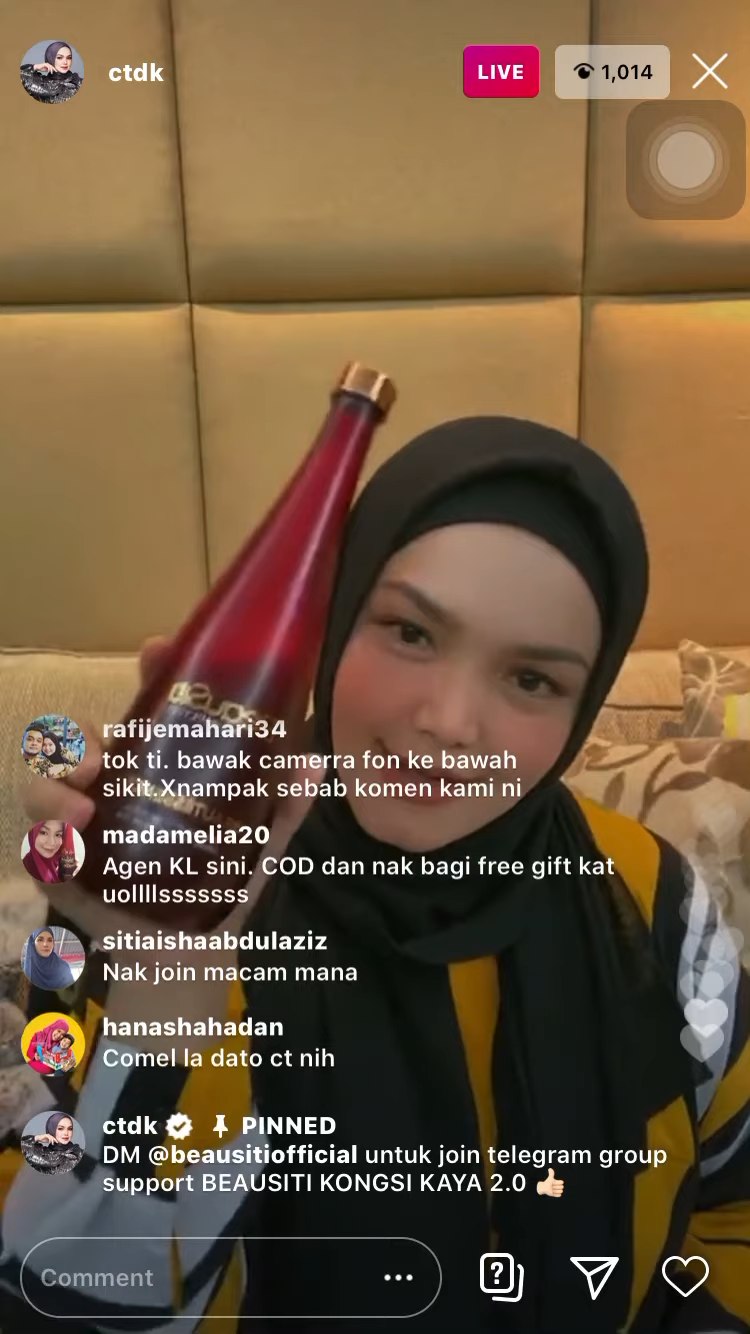 ctdk
LIVE
1,014
rafijemahari34
tok ti. bawak camerra fon ke bawah
sikit.Xnampak sebab komen kami ni
madamelia20
Agen KL sini. COD dan nak bagi free gift kat
uollllsssssss
sitiaishaabdulaziz
Nak join macam mana
hanashahadan
Comel la dato ct nih
ctdk PINNED
DM @beausitiofficial untuk join telegram group
support BEAUSITI KONGSI KAYA 2.0 👍🏻
Comment